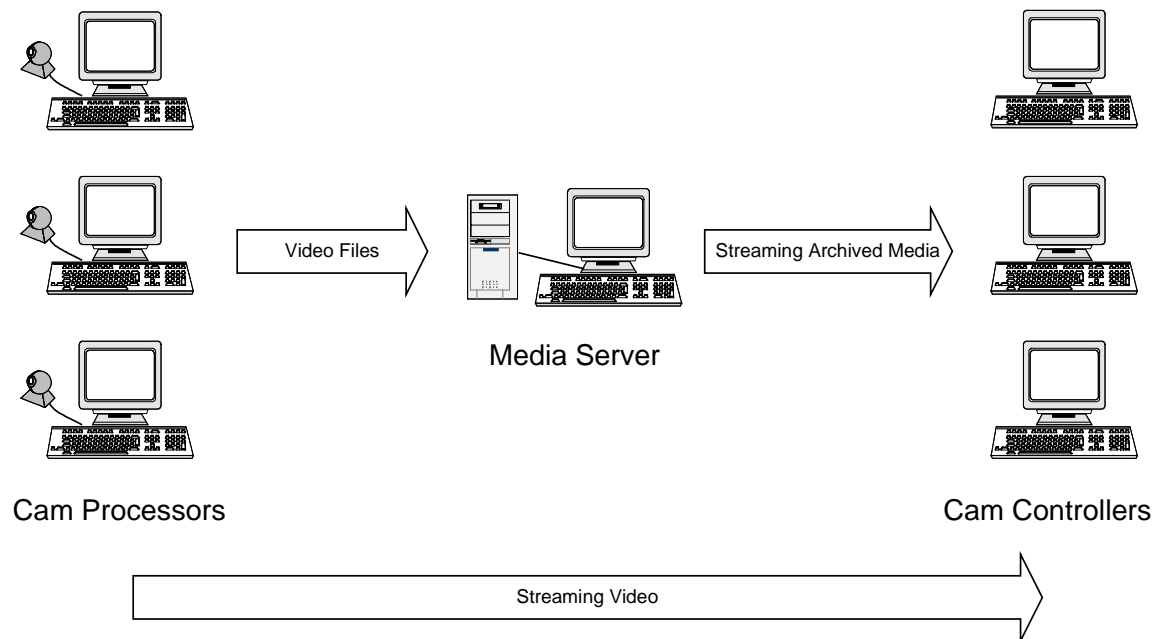 Video Files
Streaming Archived Media
Media Server
Cam Processors
Cam Controllers
Streaming Video